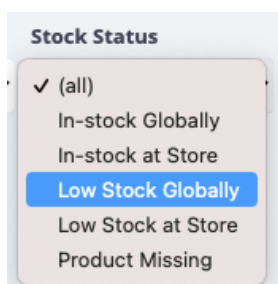 Stock Status
✓ (all)
In-stock Globally
In-stock at Store
Low Stock Globally
Low Stock at Store
Product Missing